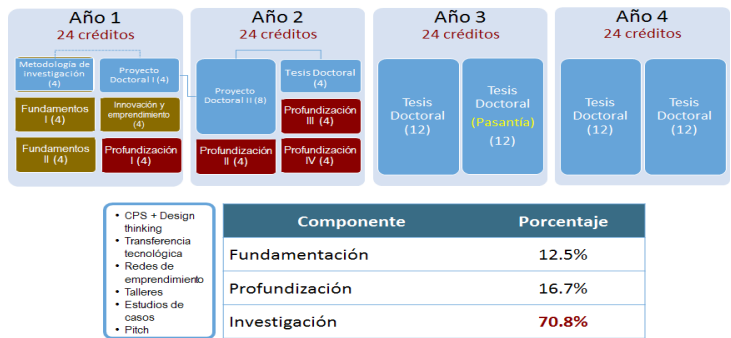 Año 1
24 créditos
Metodología de
investigación
(4)
Proyecto
Doctoral I (4)
Fundamentos
I (4)
Innovación y
emprendimiento
(4)
Fundamentos
II (4)
Profundización
I (4)
Año 2
24 créditos
Proyecto
Doctoral II (8)
Tesis Doctoral
(4)
Profundización
III (4)
Profundización
II (4)
Profundización
IV (4)
Año 3
24 créditos
Tesis
Doctoral
(12)
Tesis
Doctoral
(Pasantía)
(12)
Año 4
24 créditos
Tesis
Doctoral
(12)
Tesis
Doctoral
(12)
• CPS + Design
thinking
• Transferencia
tecnológica
• Redes de
emprendimiento
• Talleres
• Estudios de
casos
• Pitch
Componente Porcentaje
Fundamentación 12.5%
Profundización 16.7%
Investigación 70.8%